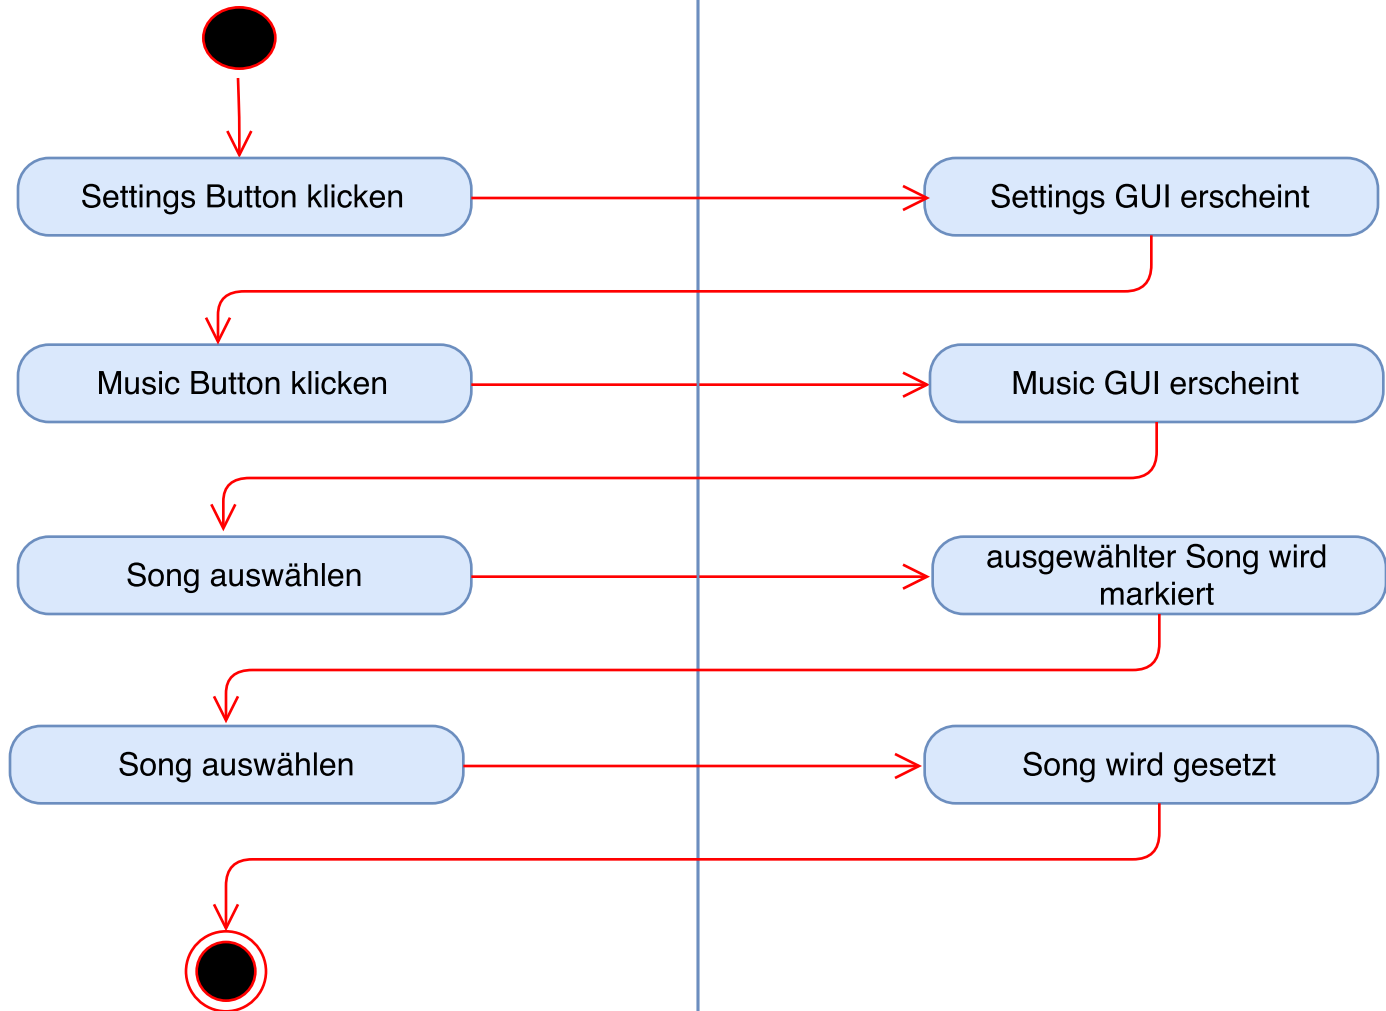 Settings Button klicken
Settings GUI erscheint
Music Button klicken
Music GUI erscheint
Song auswählen
ausgewählter Song wird
markiert
Song auswählen
Song wird gesetzt